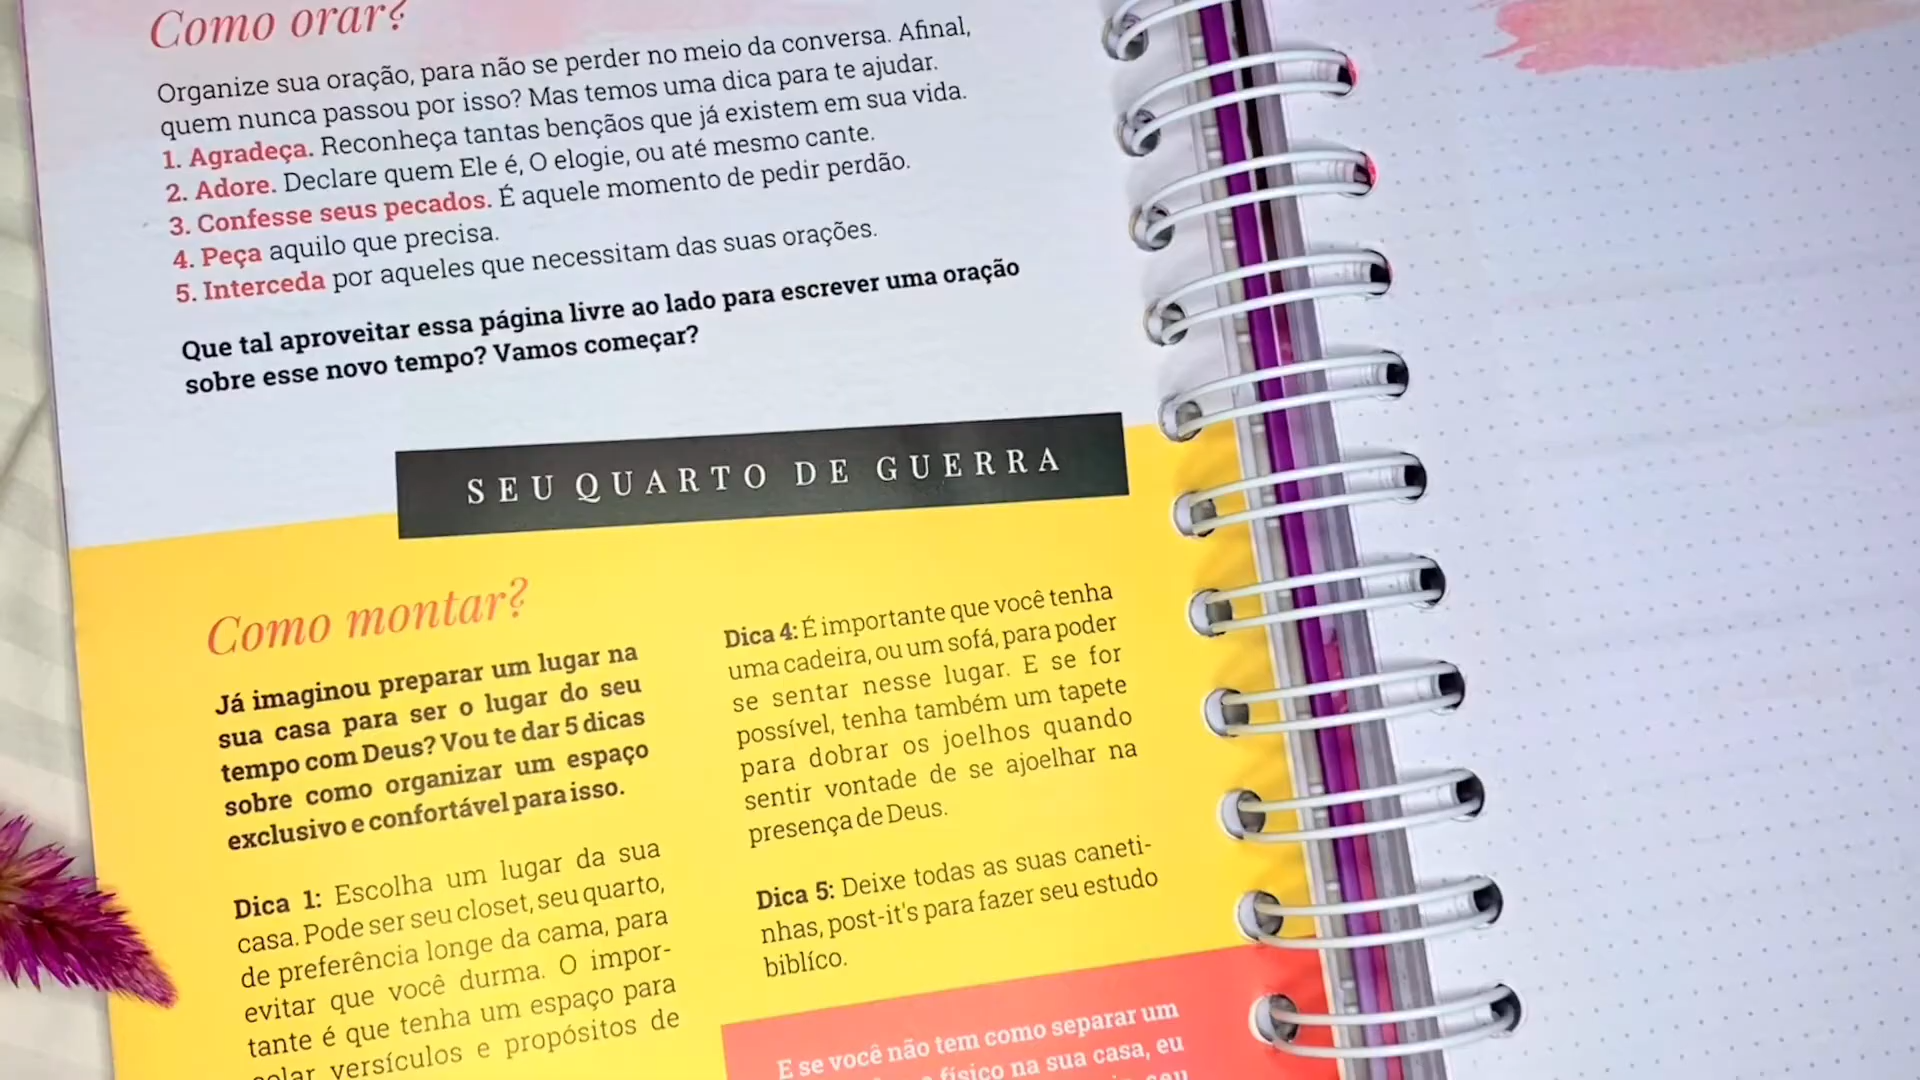 Como orar?
Organize sua oração, para não se perder no meio da conversa. Afinal,
quem nunca passou por isso? Mas temos uma dica para te ajudar.
1. Agradeça. Reconheça tantas bençãos que já existem em sua vida.
2. Adore. Declare quem Ele é, O elogie, ou até mesmo cante.
3. Confesse seus pecados. É aquele momento de pedir perdão.
4. Peça aquilo que precisa.
5. Interceda por aqueles que necessitam das suas orações.
Que tal aproveitar essa página livre ao lado para escrever uma oração
sobre esse novo tempo? Vamos começar?
SEU QUARTO DE GUERRA
Como montar?
Já imaginou preparar um lugar na
sua casa para ser o lugar do seu
tempo com Deus? Vou te dar 5 dicas
sobre como organizar um espaço
exclusivo e confortável para isso.
Dica 1: Escolha um lugar da sua
casa. Pode ser seu closet, seu quarto,
de preferência longe da cama, para
evitar que você durma. O impor-
tante é que tenha um espaço para
colar versículos e propósitos de
Dica 4: É importante que você tenha
uma cadeira, ou um sofá, para poder
se sentar nesse lugar. E se for
possível, tenha também um tapete
para dobrar os joelhos quando
sentir vontade de se ajoelhar na
presença de Deus.
Dica 5: Deixe todas as suas caneti-
nhas, post-it's para fazer seu estudo
biblíco.
E se você não tem como separar um
físico na sua casa, eu
seu